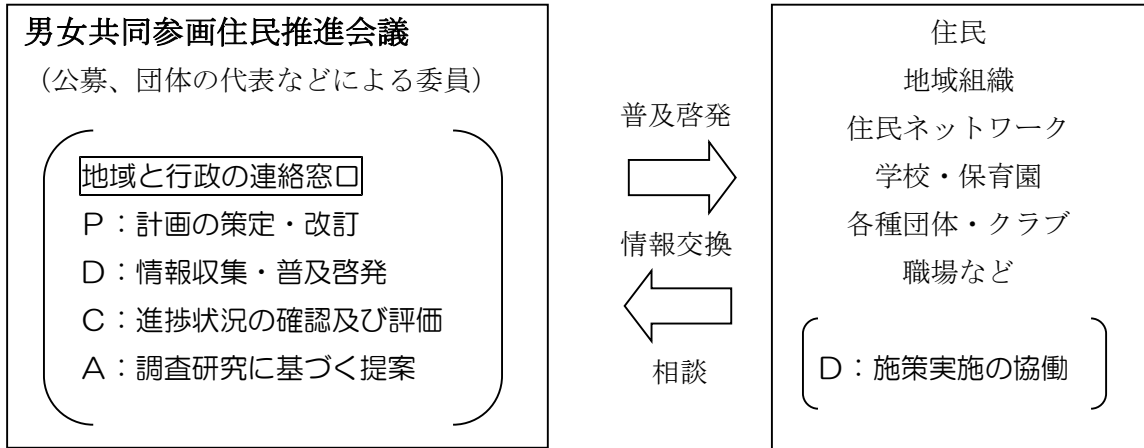 男女共同参画住民推進会議
（公募、団体の代表などによる委員）
地域と行政の連絡窓口
Ｐ：計画の策定・改訂
Ｄ：情報収集・普及啓発
Ｃ：進捗状況の確認及び評価
Ａ：調査研究に基づく提案
普及啓発
情報交換
相談
住民
地域組織
住民ネットワーク
学校・保育園
各種団体・クラブ
職場など
Ｄ：施策実施の協働